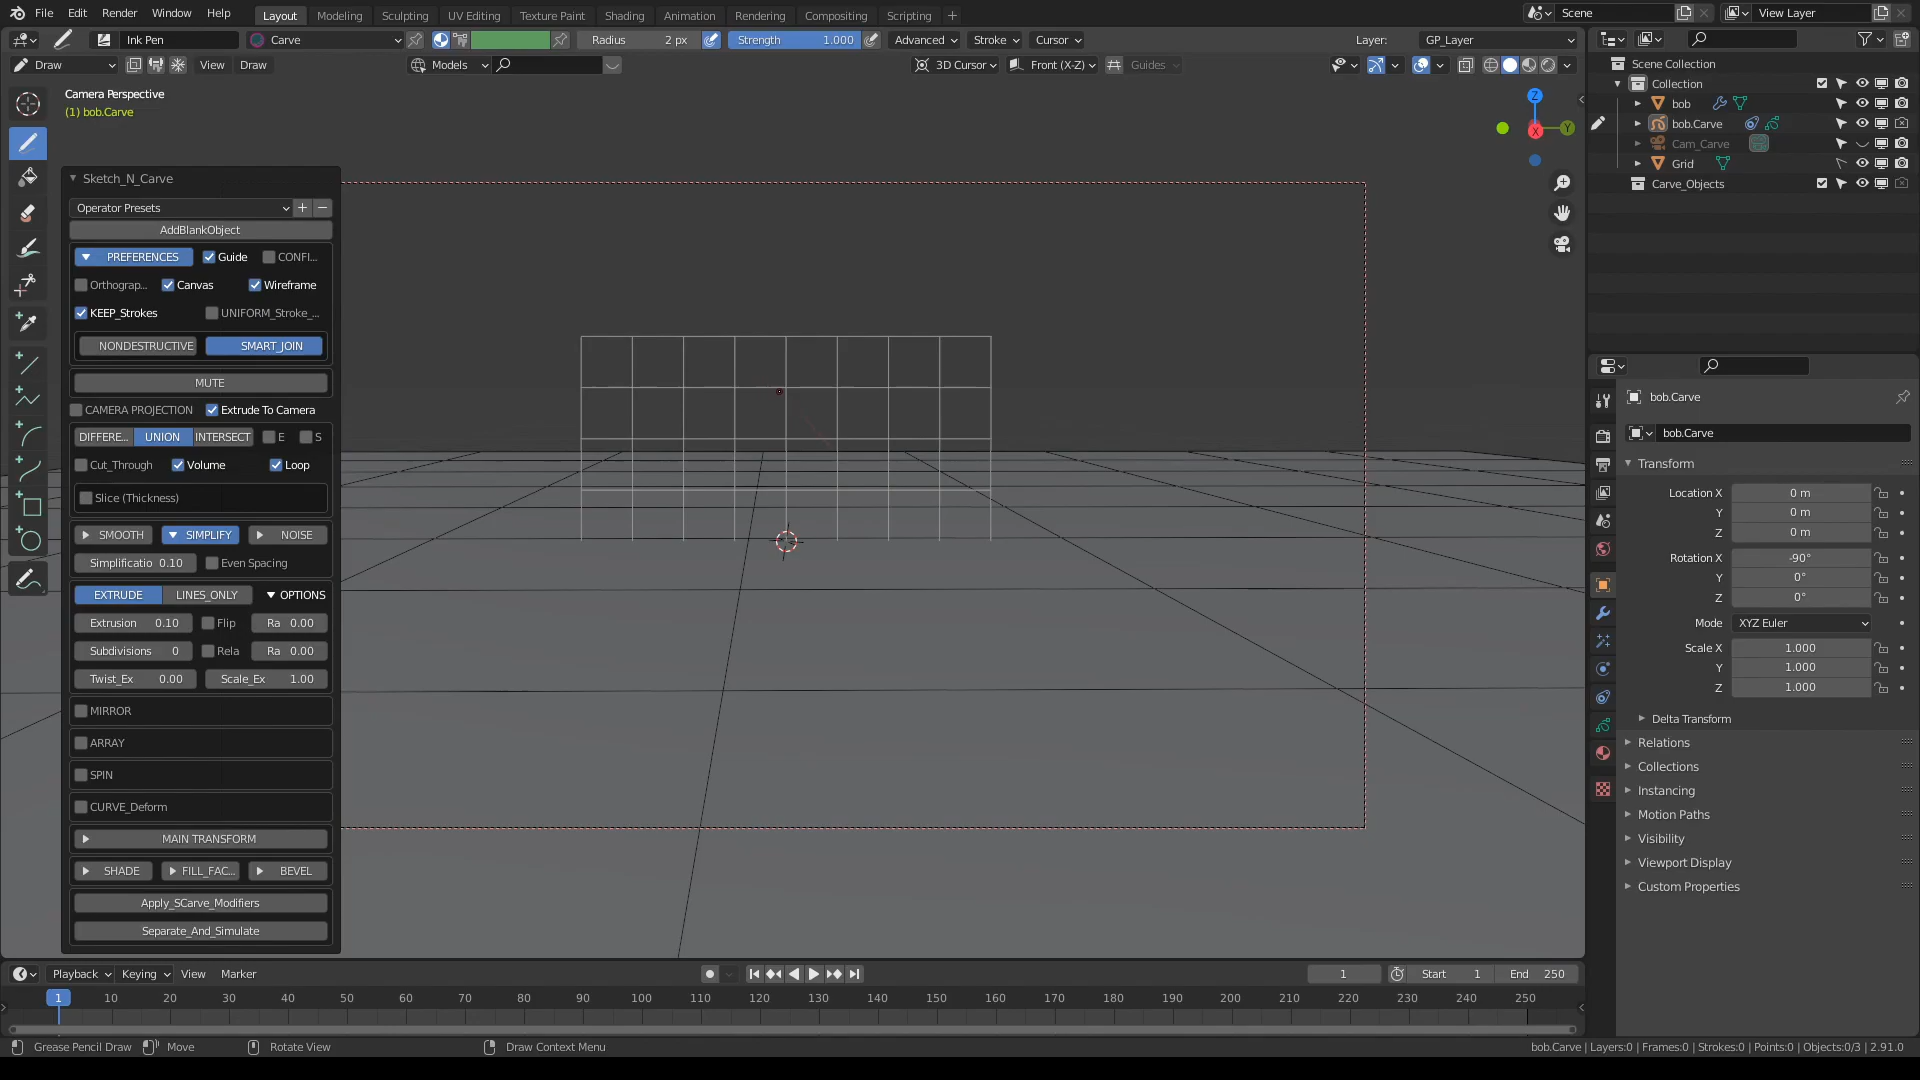 File Edit Render Window Help Layout Modeling Sculpting UV Editing Texture Paint Shading Animation Rendering Compositing Scripting + Scene View Layer
Ink Pen Carve Radius 2 px Strength 1.000 Advanced Stroke Cursor Layer: GP_Layer
Draw View Draw Models 3D Cursor Front (X-Z) Guides
Camera Perspective
(1) bob.Carve
Sketch_N_Carve
Operator Presets
AddBlankObject
PREFERENCES Guide CONFI...
Orthograp... Canvas Wireframe
KEEP_Strokes UNIFORM_Stroke_...
NONDESTRUCTIVE SMART_JOIN
MUTE
CAMERA PROJECTION Extrude To Camera
DIFFERE... UNION INTERSECT E S
Cut_Through Volume Loop
Slice (Thickness)
SMOOTH SIMPLIFY NOISE
Simplificatio 0.10 Even Spacing
EXTRUDE LINES_ONLY OPTIONS
Extrusion 0.10 Flip Ra 0.00
Subdivisions 0 Rela Ra 0.00
Twist_Ex 0.00 Scale_Ex 1.00
MIRROR
ARRAY
SPIN
CURVE_Deform
MAIN TRANSFORM
SHADE FILL_FAC... BEVEL
Apply_SCarve_Modifiers
Separate_And_Simulate
Z
Y
X
Scene Collection
Collection
bob
bob.Carve
Cam_Carve
Grid
Carve_Objects
bob.Carve
bob.Carve
Transform
Location X 0 m
Y 0 m
Z 0 m
Rotation X -90°
Y 0°
Z 0°
Mode XYZ Euler
Scale X 1.000
Y 1.000
Z 1.000
Delta Transform
Relations
Collections
Instancing
Motion Paths
Visibility
Viewport Display
Custom Properties
Playback Keying View Marker 1 Start 1 End 250
1 10 20 30 40 50 60 70 80 90 100 110 120 130 140 150 160 170 180 190 200 210 220 230 240 250
Grease Pencil Draw Move Rotate View Draw Context Menu bob.Carve | Layers:0 | Frames:0 | Strokes:0 | Points:0 | Objects:0/3 | 2.91.0